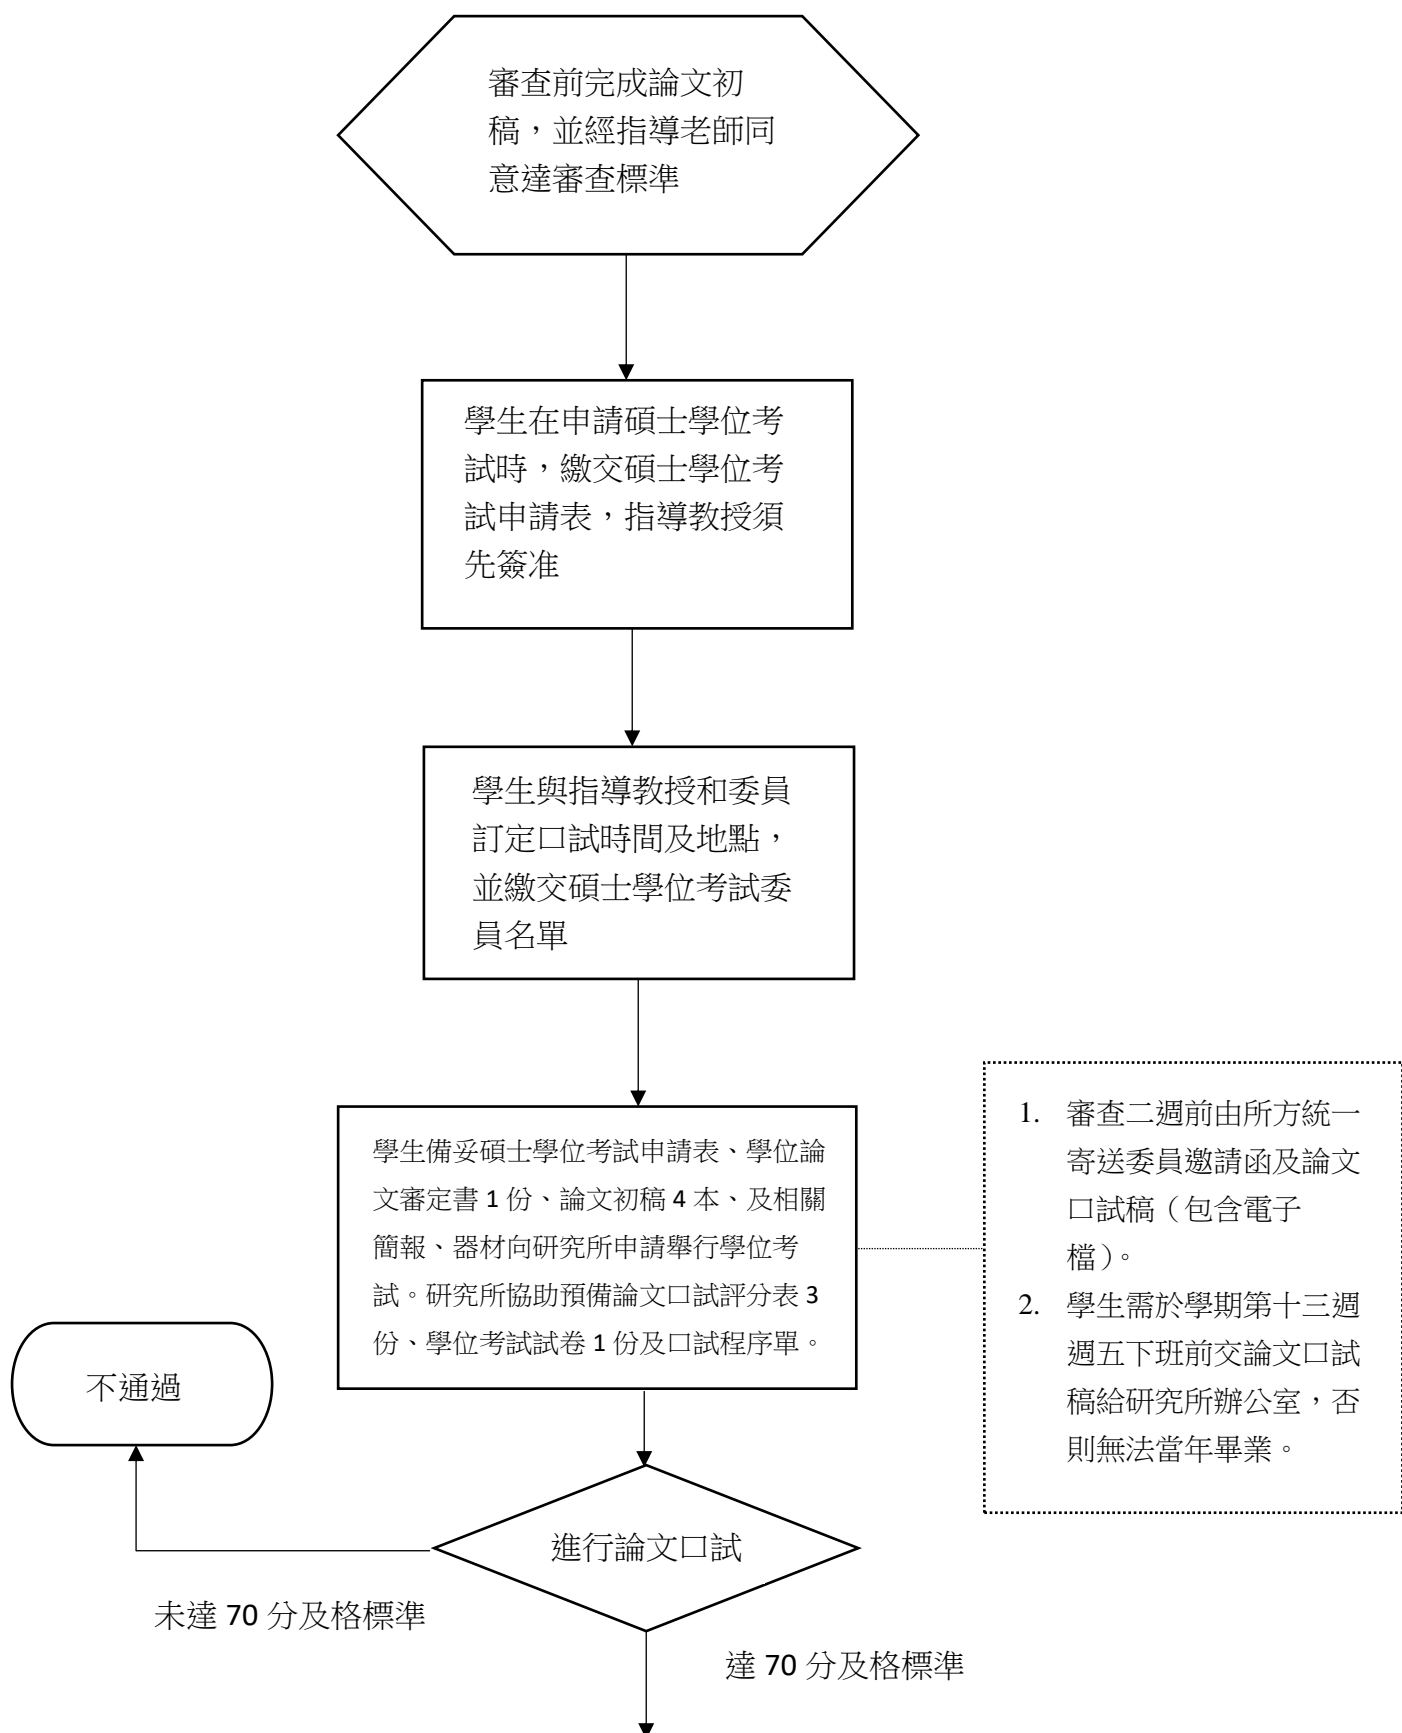 審查前完成論文初
稿，並經指導老師同
意達審查標準
學生在申請碩士學位考
試時，繳交碩士學位考
試申請表，指導教授須
先簽准
學生與指導教授和委員
訂定口試時間及地點，
並繳交碩士學位考試委
員名單
學生備妥碩士學位考試申請表、學位論
文審定書 1 份、論文初稿 4 本、及相關
簡報、器材向研究所申請舉行學位考
試。研究所協助預備論文口試評分表 3
份、學位考試試卷 1 份及口試程序單。
1. 審查二週前由所方統一
寄送委員邀請函及論文
口試稿（包含電子
檔）。
2. 學生需於學期第十三週
週五下班前交論文口試
稿給研究所辦公室，否
則無法當年畢業。
不通過
進行論文口試
未達 70 分及格標準
達 70 分及格標準